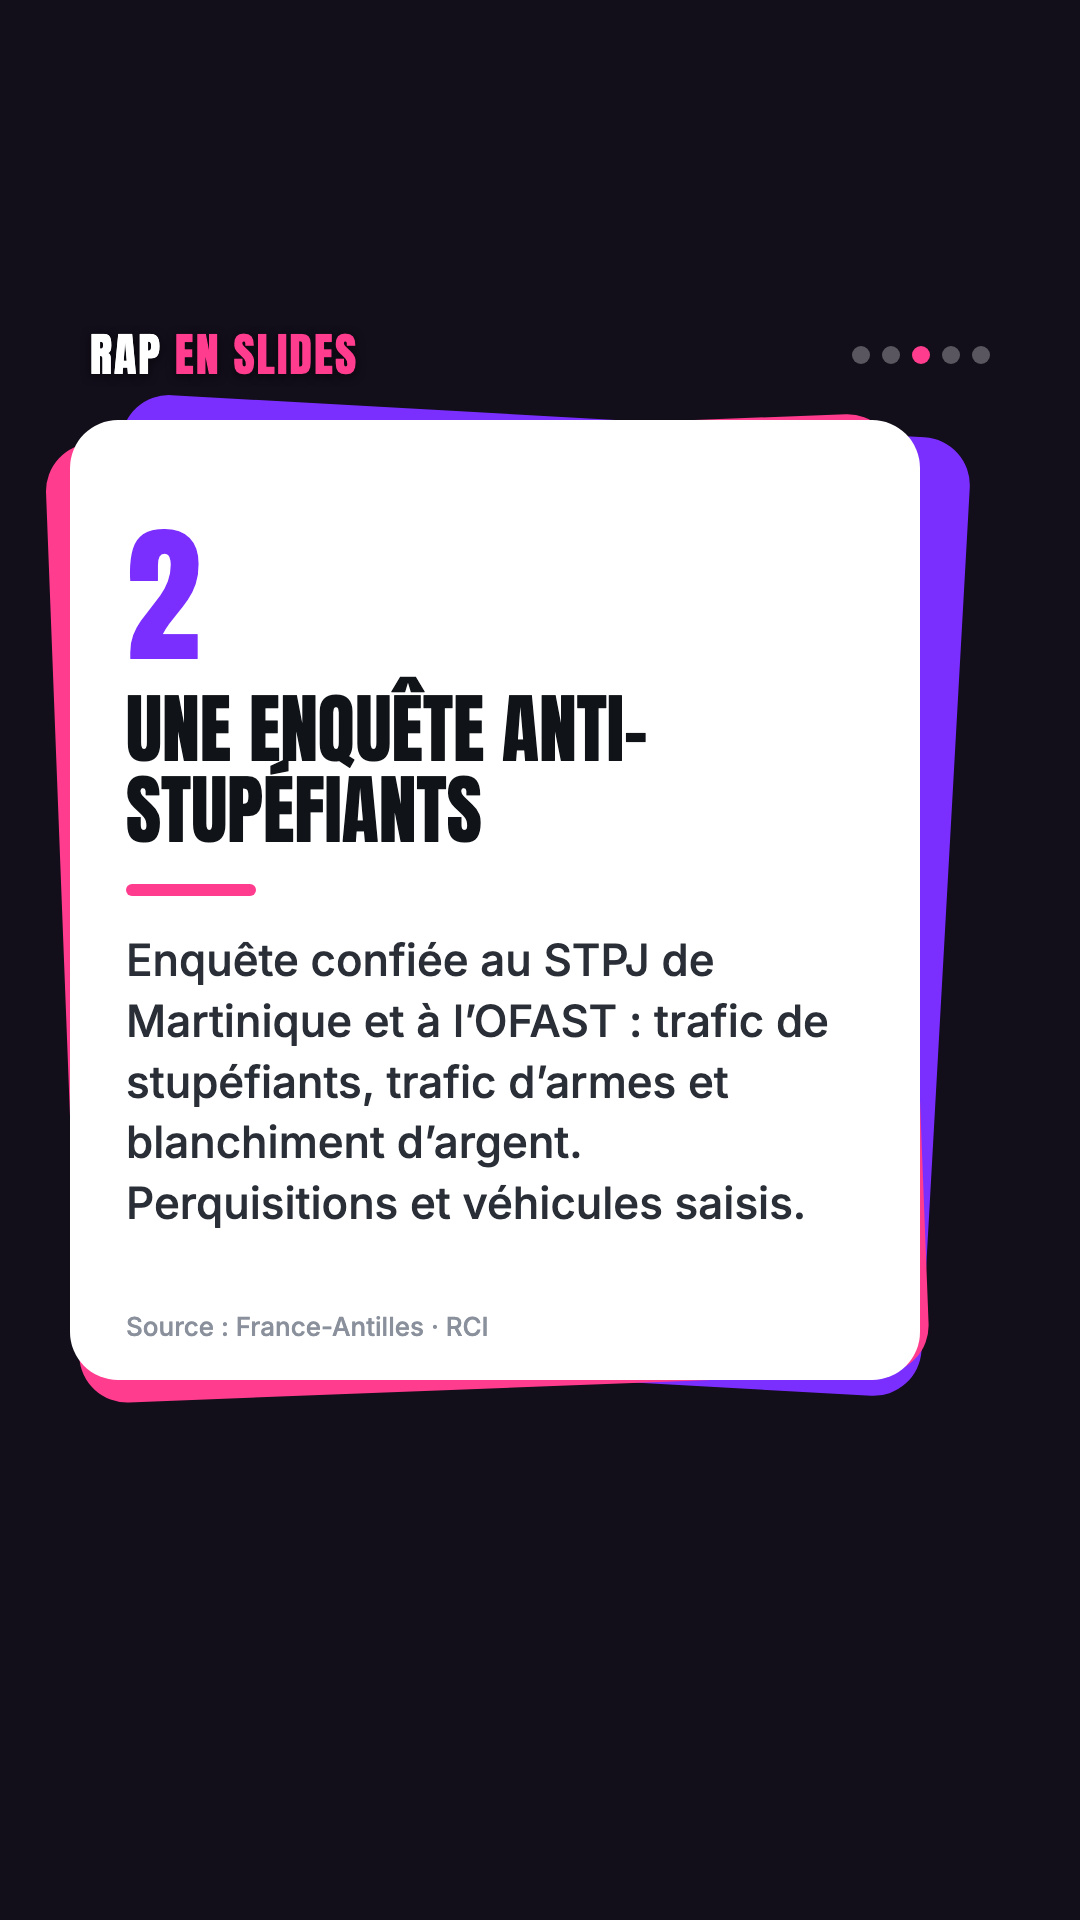 RAP EN SLIDES
2
UNE ENQUÊTE ANTI-
STUPÉFIANTS
Enquête confiée au STPJ de
Martinique et à l’OFAST : trafic de
stupéfiants, trafic d’armes et
blanchiment d’argent.
Perquisitions et véhicules saisis.
Source : France-Antilles · RCI